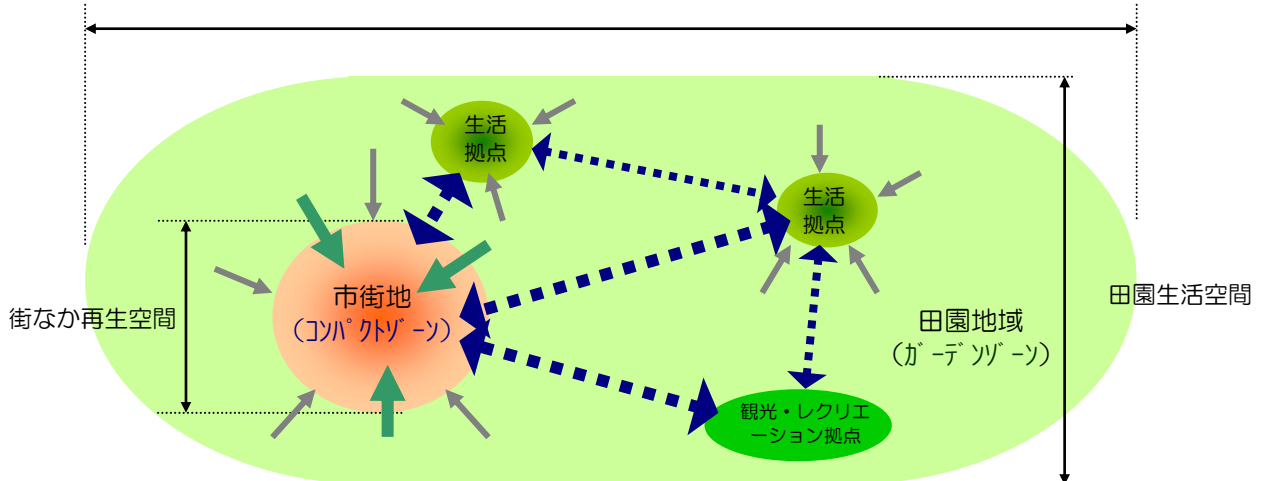 生活
拠点
生活
拠点
市街地
（ｺﾝﾊﾟｸﾄｿﾞｰﾝ）
街なか再生空間
田園生活空間
田園地域
（ｶﾞｰﾃﾞﾝｿﾞｰﾝ）
観光・レクリエ
ーション拠点